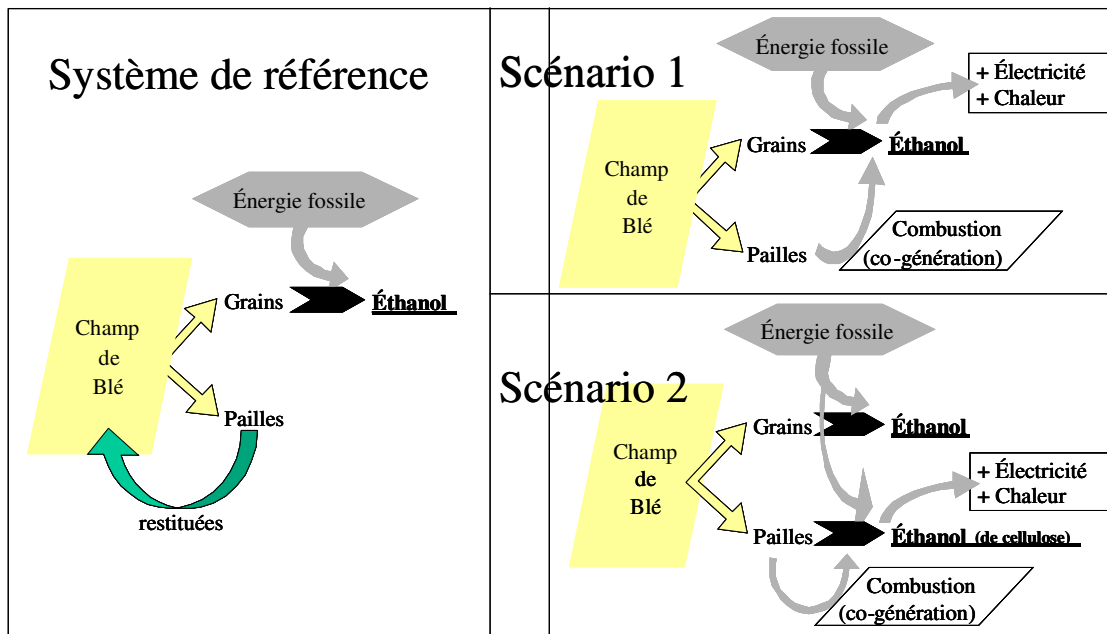 Système de référence
Énergie fossile
Champ
de
Blé
Grains
Éthanol
Pailles
restituées
Scénario 1
Énergie fossile
+ Électricité
+ Chaleur
Champ
de
Blé
Grains
Éthanol
Pailles
Combustion
(co-génération)
Scénario 2
Énergie fossile
Champ
de
Blé
Grains
Éthanol
+ Électricité
+ Chaleur
Pailles
Éthanol (de cellulose)
Combustion
(co-génération)